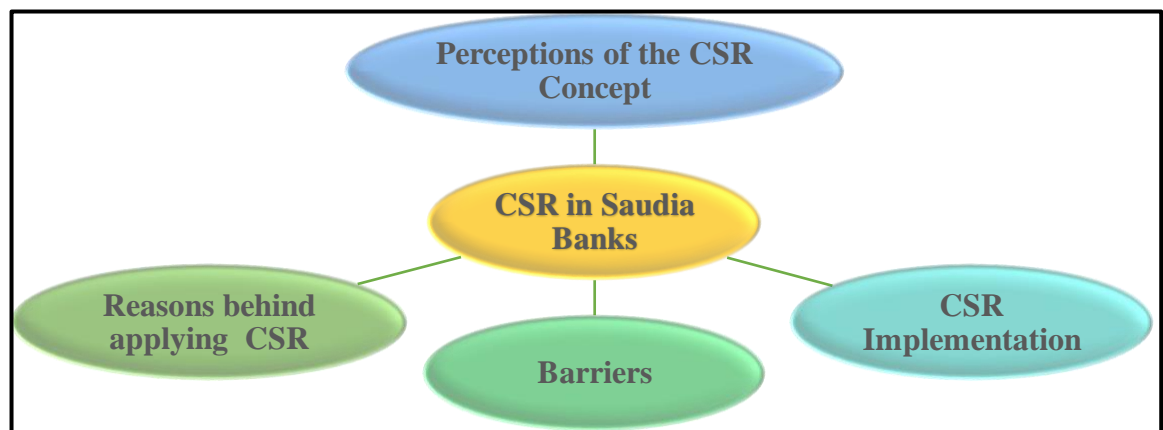 Perceptions of the CSR
Concept
CSR in Saudia
Banks
Reasons behind
applying CSR
Barriers
CSR
Implementation